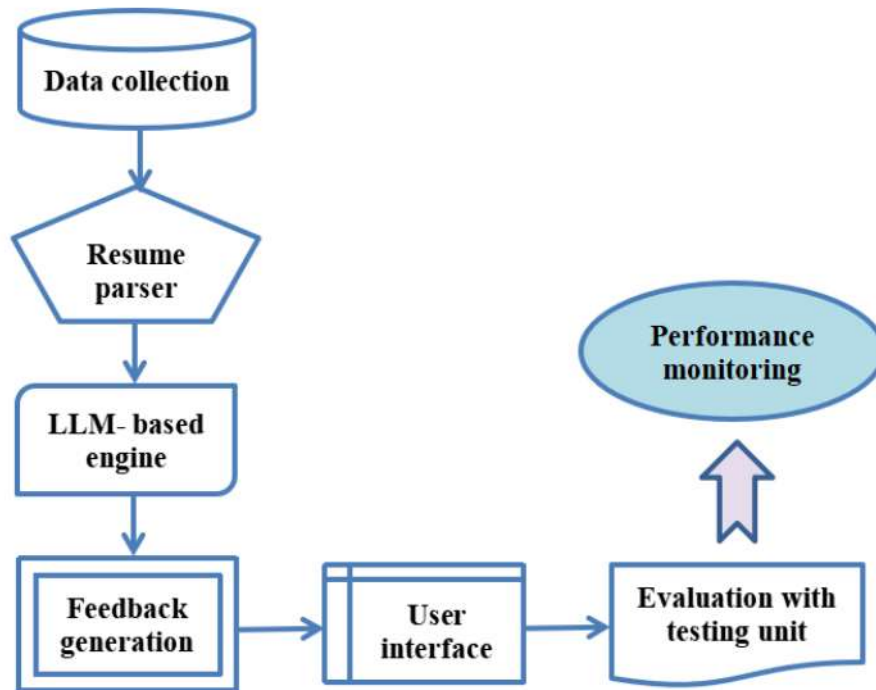 Data collection
Resume
parser
LLM- based
engine
Feedback
generation
User
interface
Evaluation with
testing unit
Performance
monitoring